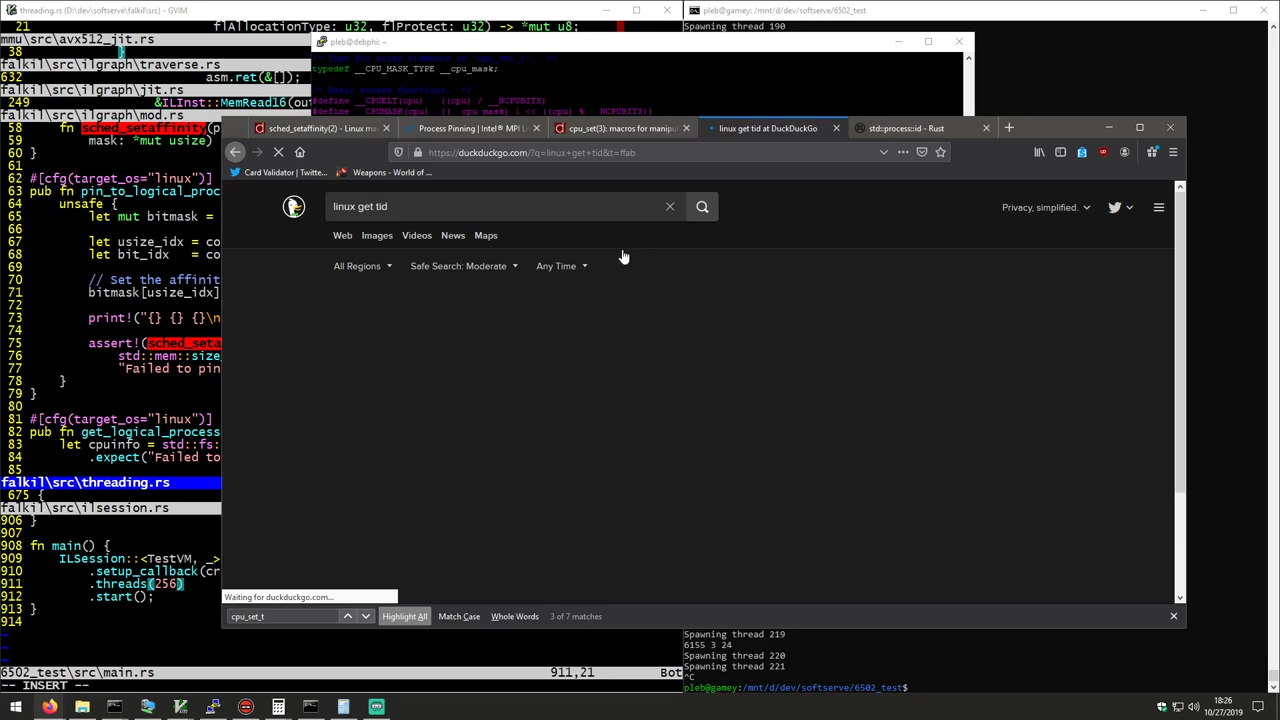 threading.rs (D:\dev\softserve\falkil\src) - GVIM
pleb@gamey: /mnt/d/dev/softserve/6502_test
21 flAllocationType: u32, flProtect: u32) -> *mut u8;
Spawning thread 190
mmu\src\avx512_jit.rs
38 }
falkil\src\ilgraph\traverse.rs
632 asm.ret(&[]);
falkil\src\ilgraph\jit.rs
249 &ILInst::MemRead16(ou
falkil\src\ilgraph\mod.rs
pleb@debphi: ~
typedef __CPU_MASK_TYPE __cpu_mask;
/* Basic access functions. */
#define __CPUELT(cpu) ((cpu) / __NCPUBITS)
#define __CPUMASK(cpu) ((__cpu_mask) 1 << ((cpu) % __NCPUBITS))
58 fn sched_setaffinity(p
59 mask: *mut usize)
60 }
61
62 #[cfg(target_os="linux")]
63 pub fn pin_to_logical_proc
64 unsafe {
65 let mut bitmask =
66
67 let usize_idx = co
68 let bit_idx = co
69
70 // Set the affinit
71 bitmask[usize_idx]
72
73 print!("{} {} {}\n
74
75 assert!(sched_seta
76 std::mem::size
77 "Failed to pin
78 }
79 }
80
81 #[cfg(target_os="linux")]
82 pub fn get_logical_process
83 let cpuinfo = std::fs:
84 .expect("Failed to
85
falkil\src\threading.rs
675 {
falkil\src\ilsession.rs
906 }
907
908 fn main() {
909 ILSession::<TestVM, _>
910 .setup_callback(cr
911 .threads(256)
912 .start();
913 }
914
~
~
~
6502_test\src\main.rs 911,21 Bot
-- INSERT --
sched_setaffinity(2) - Linux ma
Process Pinning | Intel® MPI Li
cpu_set(3): macros for manipul
linux get tid at DuckDuckGo
std::process::id - Rust
https://duckduckgo.com/?q=linux+get+tid&t=ffab
Card Validator | Twitte...
Weapons - World of ...
linux get tid
Privacy, simplified.
Web Images Videos News Maps
All Regions Safe Search: Moderate Any Time
Waiting for duckduckgo.com...
cpu_set_t Highlight All Match Case Whole Words 3 of 7 matches
Spawning thread 219
6155 3 24
Spawning thread 220
Spawning thread 221
^C
pleb@gamey:/mnt/d/dev/softserve/6502_test$
18:26
10/27/2019